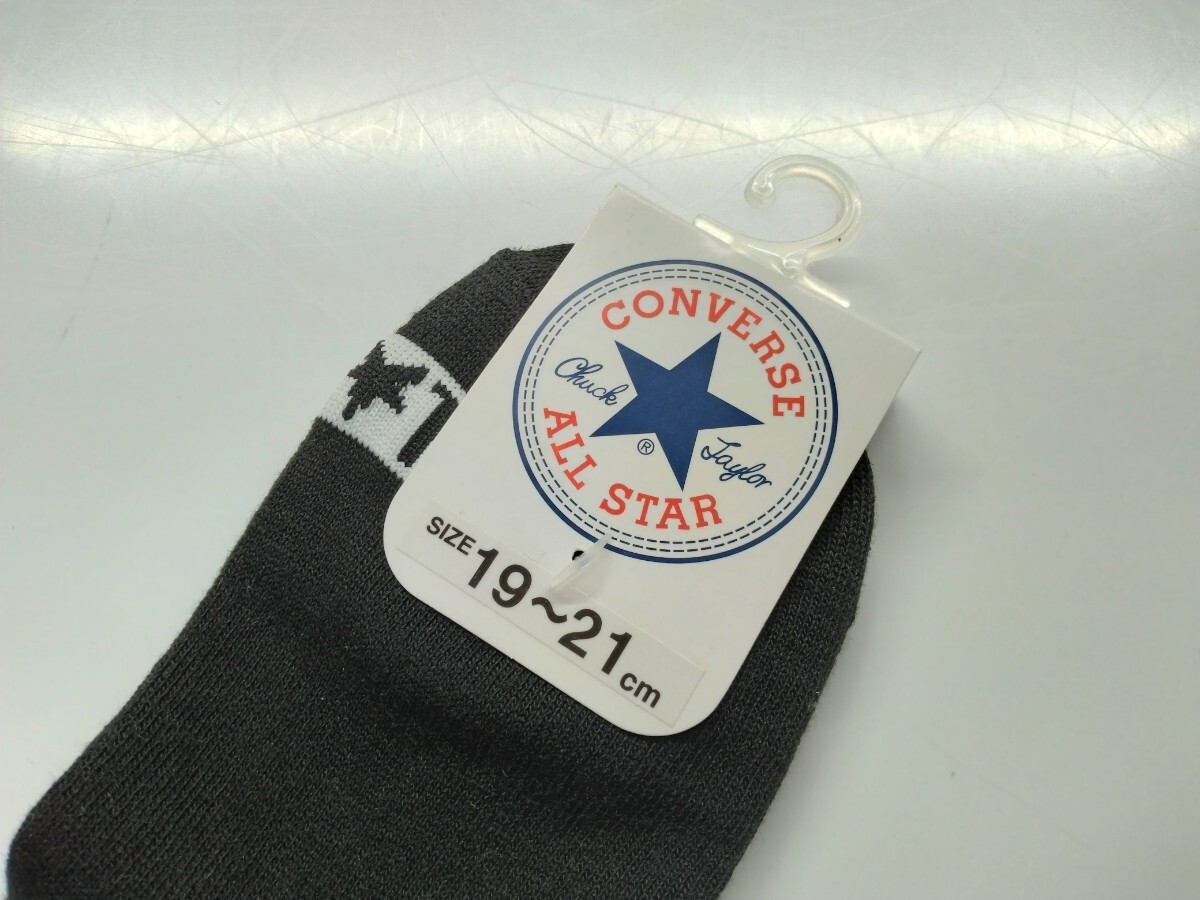 CONVERSE
Chuck Taylor
®
ALL STAR
SIZE 19~21cm